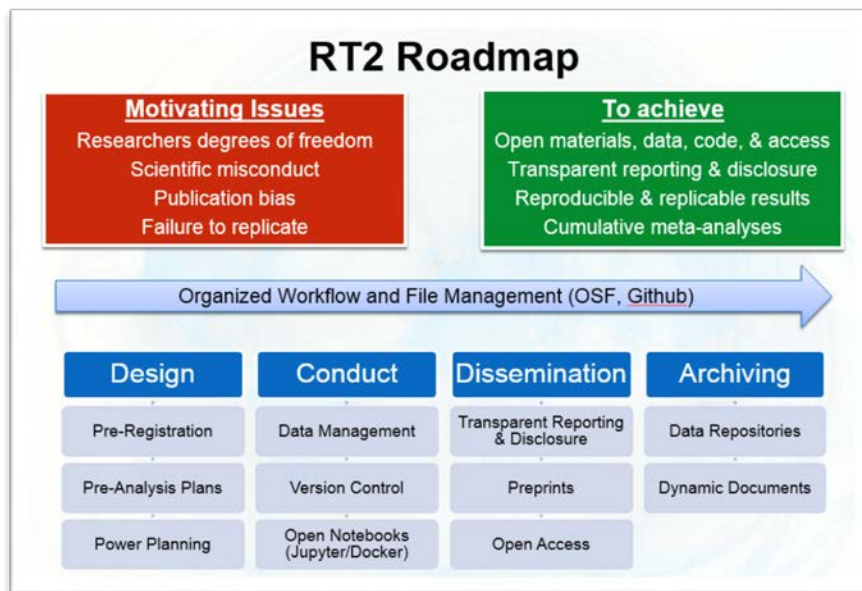 RT2 Roadmap
Motivating Issues
Researchers degrees of freedom
Scientific misconduct
Publication bias
Failure to replicate
To achieve
Open materials, data, code, & access
Transparent reporting & disclosure
Reproducible & replicable results
Cumulative meta-analyses
Organized Workflow and File Management (OSF, Github)
Design
Pre-Registration
Pre-Analysis Plans
Power Planning
Conduct
Data Management
Version Control
Open Notebooks
(Jupyter/Docker)
Dissemination
Transparent Reporting
& Disclosure
Preprints
Open Access
Archiving
Data Repositories
Dynamic Documents